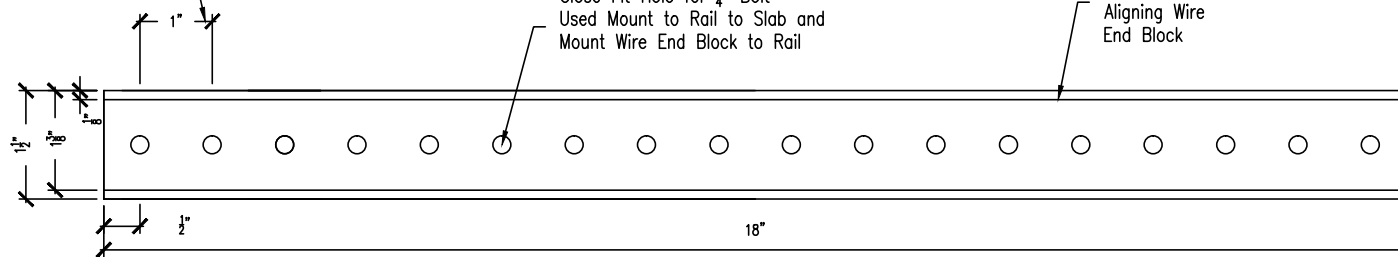 Close Fit Hole for 1/4" Bolt
Used Mount to Rail to Slab and
Mount Wire End Block to Rail
Aligning Wire
End Block
1"
1/8"
1 1/2"
1 3/8"
1/2"
18"